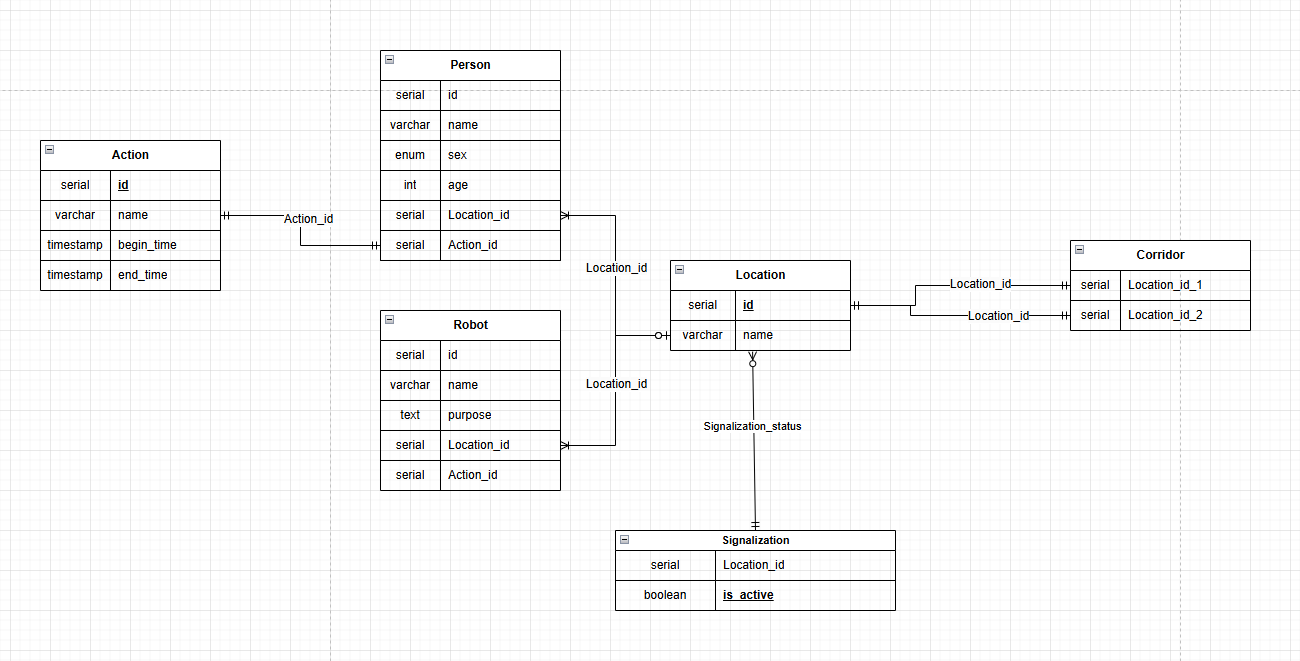 Person
serial id
varchar name
enum sex
int age
serial Location_id
serial Action_id
Action
serial id
varchar name
timestamp begin_time
timestamp end_time
Action_id
Location_id
Location
serial id
varchar name
Corridor
serial Location_id_1
serial Location_id_2
Location_id
Location_id
Robot
serial id
varchar name
text purpose
serial Location_id
serial Action_id
Location_id
Signalization_status
Signalization
serial Location_id
boolean is_active